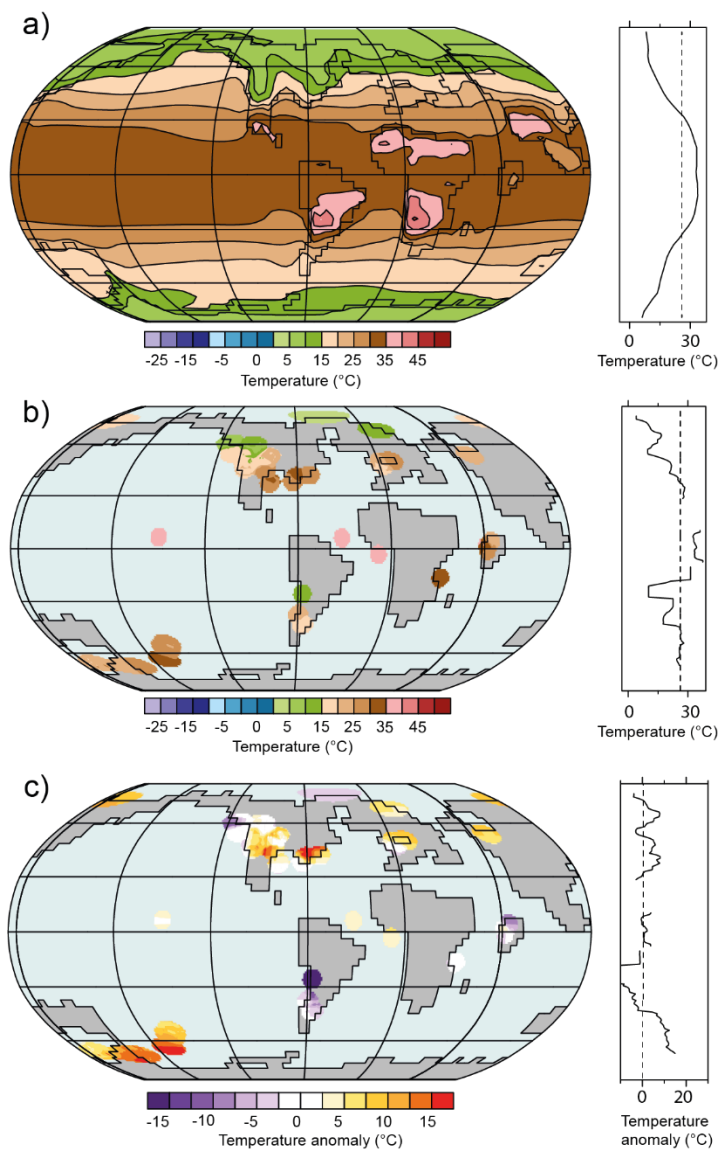 a)
-25 -15 -5 0 5 15 25 35 45
Temperature (°C)
0 30
Temperature (°C)
b)
-25 -15 -5 0 5 15 25 35 45
Temperature (°C)
0 30
Temperature (°C)
c)
-15 -10 -5 0 5 10 15
Temperature anomaly (°C)
0 20
Temperature
anomaly (°C)